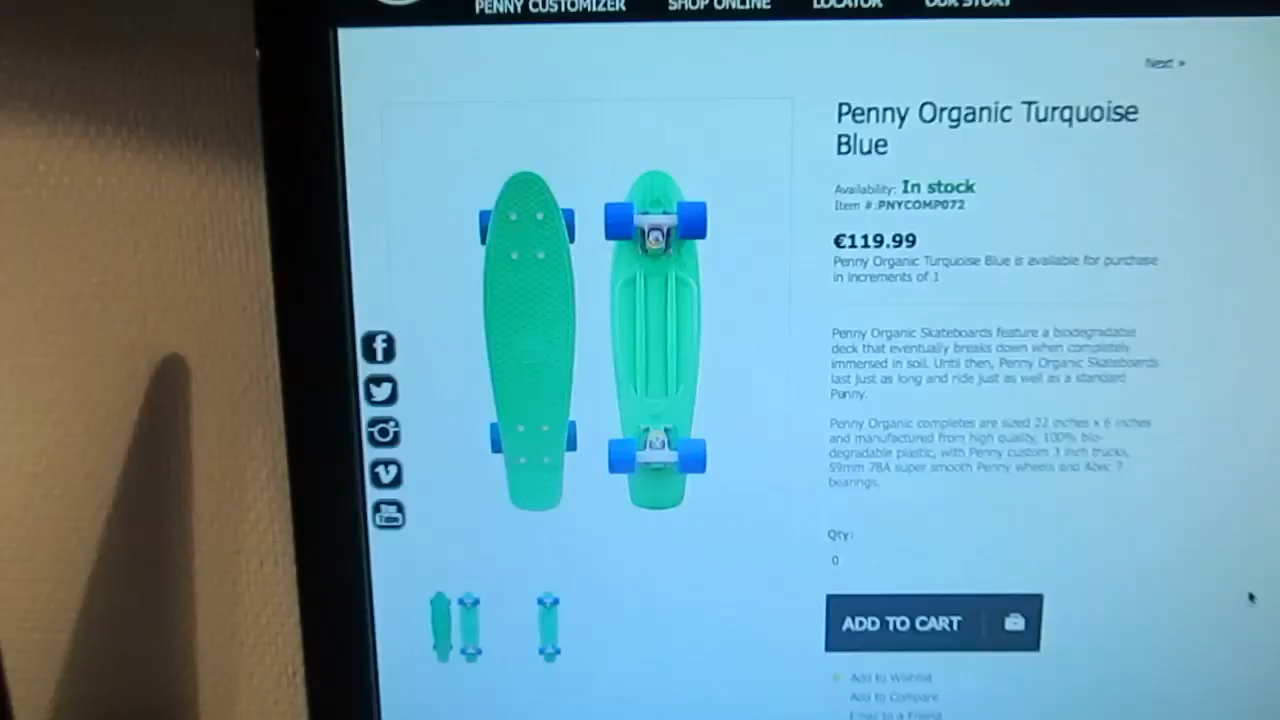 PENNY CUSTOMIZER SHOP ONLINE LOCATOR OUR STORY
Next »
Penny Organic Turquoise
Blue
Availability: In stock
Item #:PNYCOMP072
€119.99
Penny Organic Turquoise Blue is available for purchase
in increments of 1
Penny Organic Skateboards feature a biodegradable
deck that eventually breaks down when completely
immersed in soil. Until then, Penny Organic Skateboards
last just as long and ride just as well as a standard
Penny.
Penny Organic completes are sized 22 inches x 6 inches
and manufactured from high quality, 100% bio-
degradable plastic, with Penny custom 3 inch trucks,
59mm 78A super smooth Penny wheels and Abec 7
bearings.
Qty:
0
ADD TO CART
Add to Wishlist
Add to Compare
Email to a Friend
You
Tube